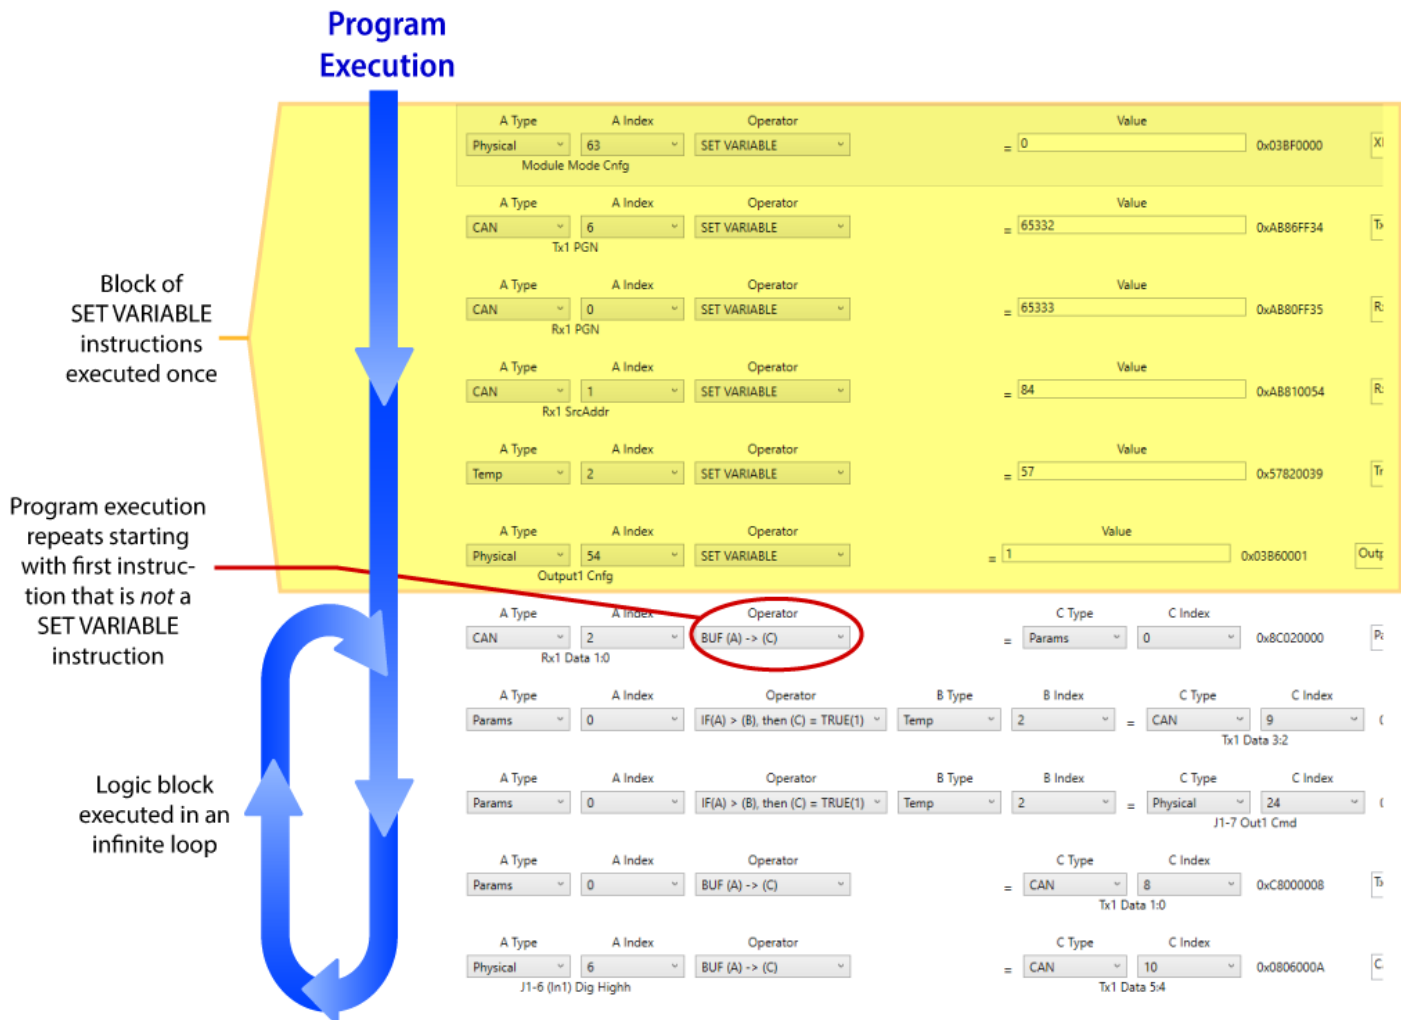 Program
Execution
A Type A Index Operator Value
Physical 63 SET VARIABLE = 0 0x03BF0000
Module Mode Cnfg
A Type A Index Operator Value
CAN 6 SET VARIABLE = 65332 0xAB86FF34
Tx1 PGN
A Type A Index Operator Value
CAN 0 SET VARIABLE = 65333 0xAB80FF35
Rx1 PGN
A Type A Index Operator Value
CAN 1 SET VARIABLE = 84 0xAB810054
Rx1 SrcAddr
A Type A Index Operator Value
Temp 2 SET VARIABLE = 57 0x57820039
A Type A Index Operator Value
Physical 54 SET VARIABLE = 1 0x03B60001 Outp
Output1 Cnfg
Block of
SET VARIABLE
instructions
executed once
Program execution
repeats starting
with first instruc-
tion that is not a
SET VARIABLE
instruction
A Type A Index Operator C Type C Index
CAN 2 BUF (A) -> (C) = Params 0 0x8C020000
Rx1 Data 1:0
A Type A Index Operator B Type B Index C Type C Index
Params 0 IF(A) > (B), then (C) = TRUE(1) Temp 2 = CAN 9
Tx1 Data 3:2
A Type A Index Operator B Type B Index C Type C Index
Params 0 IF(A) > (B), then (C) = TRUE(1) Temp 2 = Physical 24
J1-7 Out1 Cmd
Logic block
executed in an
infinite loop
A Type A Index Operator C Type C Index
Params 0 BUF (A) -> (C) = CAN 8 0xC8000008
Tx1 Data 1:0
A Type A Index Operator C Type C Index
Physical 6 BUF (A) -> (C) = CAN 10 0x0806000A
J1-6 (In1) Dig Highh Tx1 Data 5:4